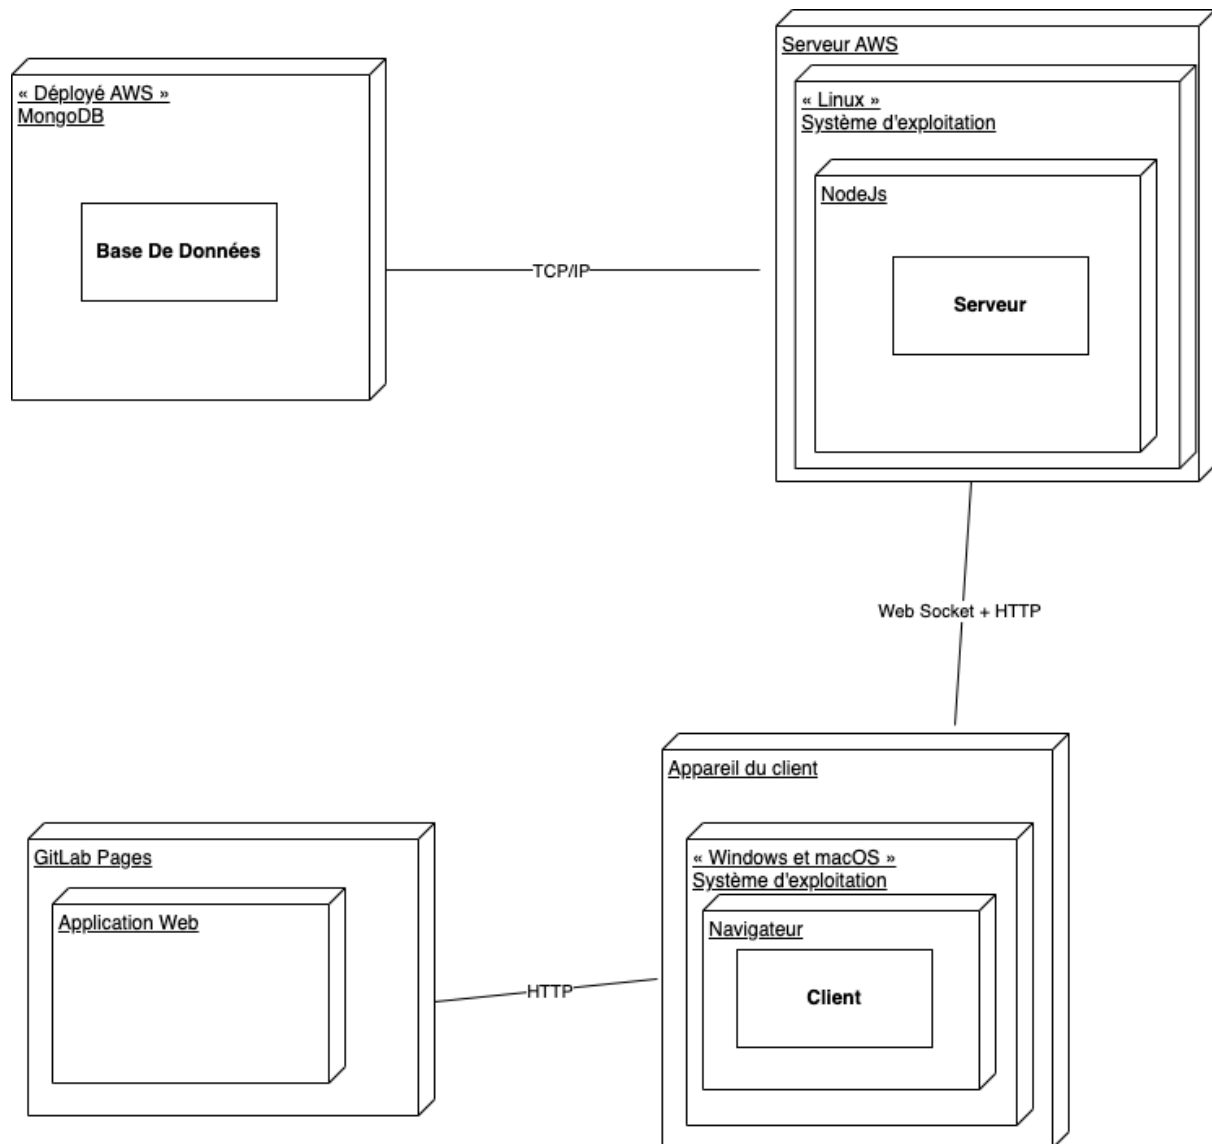 « Déployé AWS »
MongoDB
Base De Données
TCP/IP
Serveur AWS
« Linux »
Système d'exploitation
NodeJs
Serveur
Web Socket + HTTP
GitLab Pages
Application Web
HTTP
Appareil du client
« Windows et macOS »
Système d'exploitation
Navigateur
Client